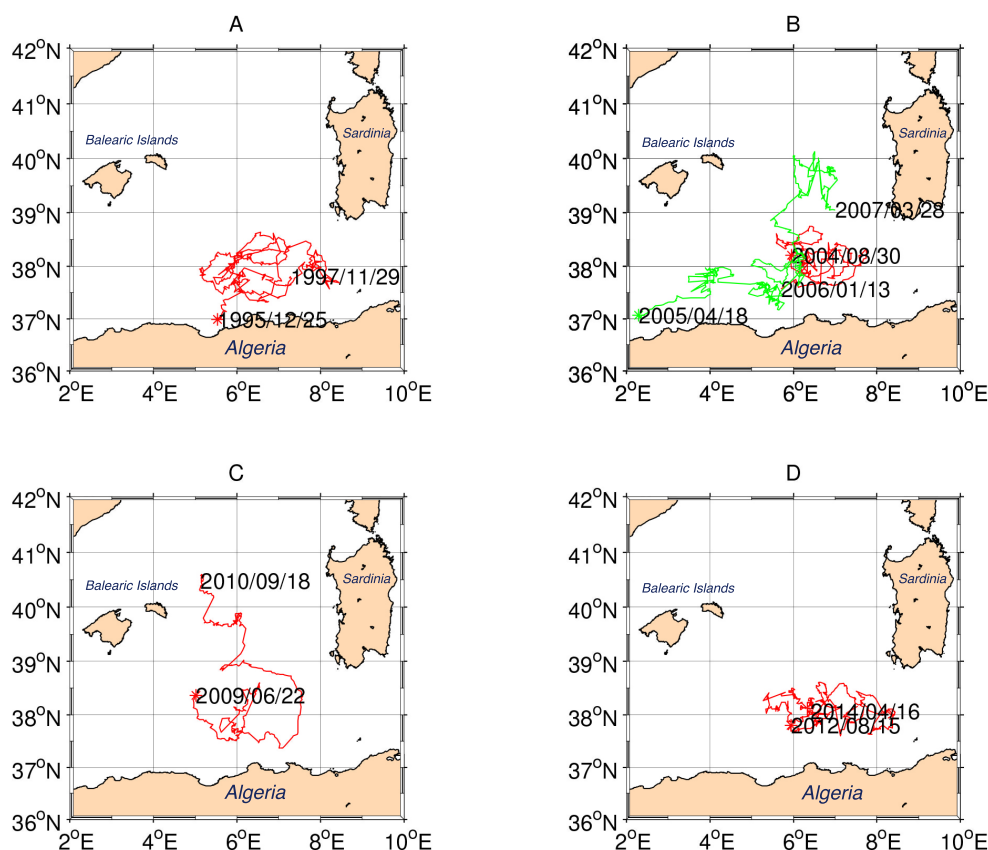 A
42°N
41°N
40°N
39°N
38°N
37°N
36°N
2°E
4°E
6°E
8°E
10°E
Balearic Islands
Sardinia
1997/11/29
1995/12/25
Algeria
B
42°N
41°N
40°N
39°N
38°N
37°N
36°N
2°E
4°E
6°E
8°E
10°E
Balearic Islands
Sardinia
2007/03/28
2004/08/30
2006/01/13
2005/04/18
Algeria
C
42°N
41°N
40°N
39°N
38°N
37°N
36°N
2°E
4°E
6°E
8°E
10°E
2010/09/18
Balearic Islands
Sardinia
2009/06/22
Algeria
D
42°N
41°N
40°N
39°N
38°N
37°N
36°N
2°E
4°E
6°E
8°E
10°E
Balearic Islands
Sardinia
2014/04/16
2012/08/15
Algeria